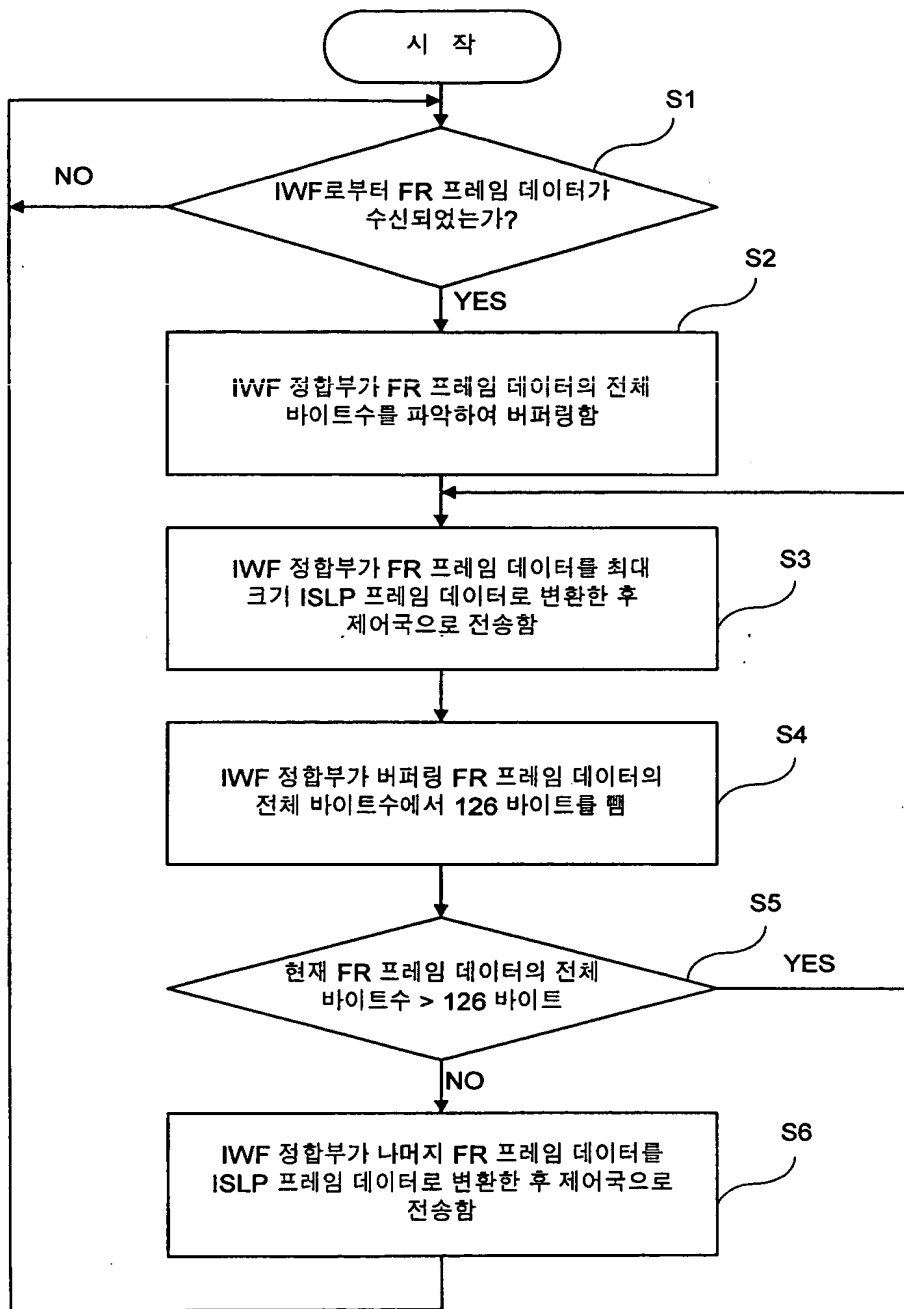 시 작
S1
NO
IWF로부터 FR 프레임 데이터가
수신되었는가?
S2
YES
IWF 정합부가 FR 프레임 데이터의 전체
바이트수를 파악하여 버퍼링함
IWF 정합부가 FR 프레임 데이터를 최대
크기 ISLP 프레임 데이터로 변환한 후
제어국으로 전송함
S3
S4
IWF 정합부가 버퍼링 FR 프레임 데이터의
전체 바이트수에서 126 바이트를 뺌
S5
현재 FR 프레임 데이터의 전체
바이트수 > 126 바이트
YES
NO
IWF 정합부가 나머지 FR 프레임 데이터를
ISLP 프레임 데이터로 변환한 후 제어국으로
전송함
S6